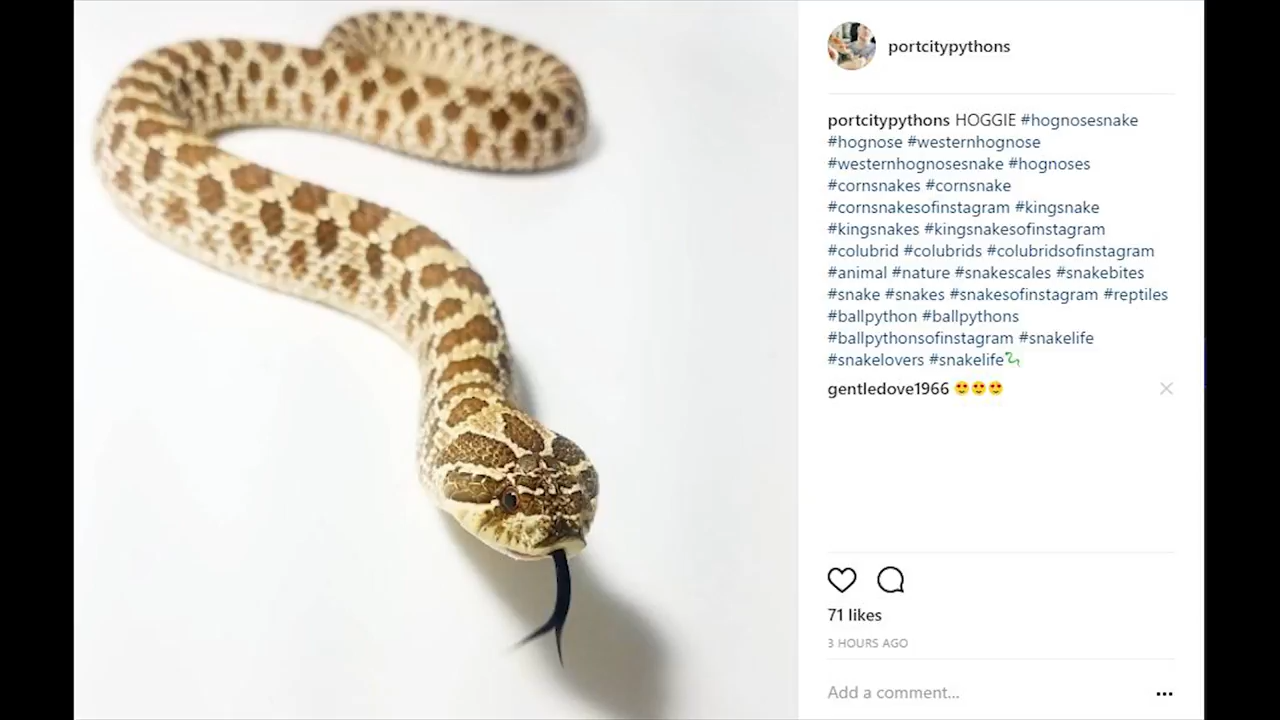 portcitypythons
portcitypythons HOGGIE #hognosesnake
#hognose #westernhognose
#westernhognosesnake #hognoses
#cornsnakes #cornsnake
#cornsnakesofinstagram #kingsnake
#kingsnakes #kingsnakesofinstagram
#colubrid #colubrids #colubridsofinstagram
#animal #nature #snakescales #snakebites
#snake #snakes #snakesofinstagram #reptiles
#ballpython #ballpythons
#ballpythonsofinstagram #snakelife
#snakelovers #snakelife🐍
gentledove1966 😍😍😍
71 likes
3 HOURS AGO
Add a comment...